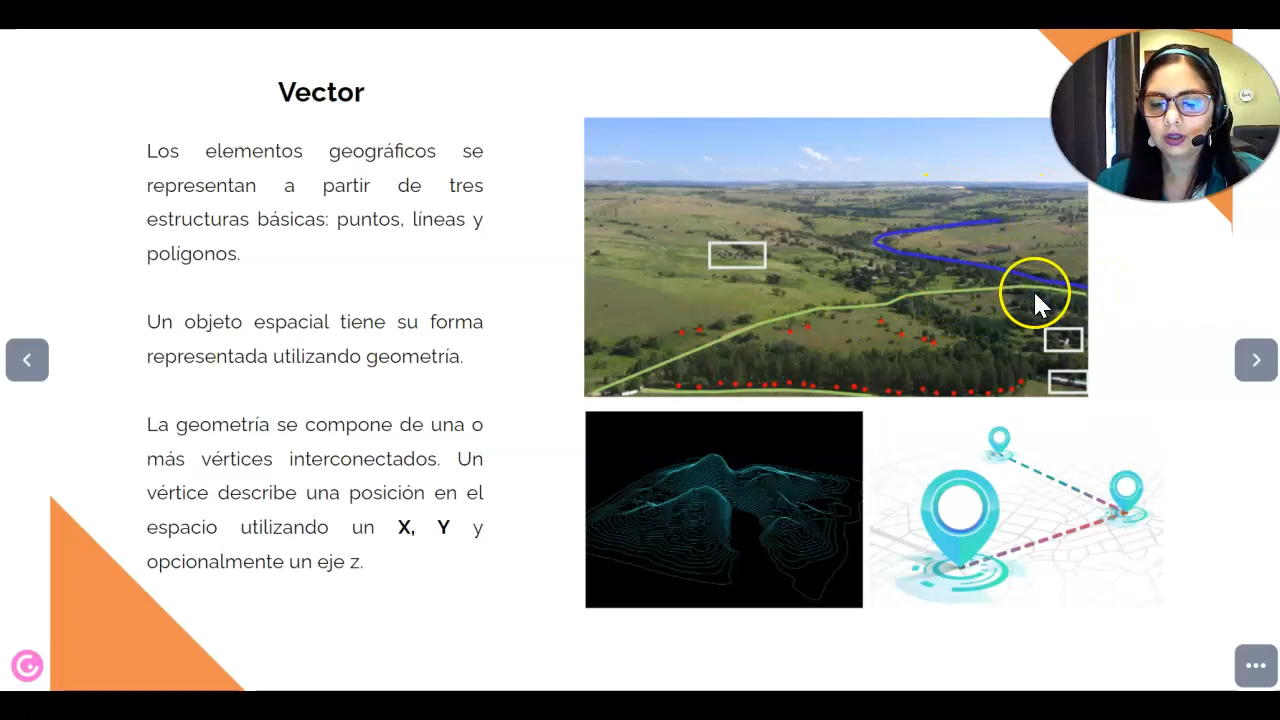 Vector
Los elementos geográficos se
representan a partir de tres
estructuras básicas: puntos, líneas y
polígonos.
Un objeto espacial tiene su forma
representada utilizando geometría.
La geometría se compone de una o
más vértices interconectados. Un
vértice describe una posición en el
espacio utilizando un X, Y y
opcionalmente un eje z.